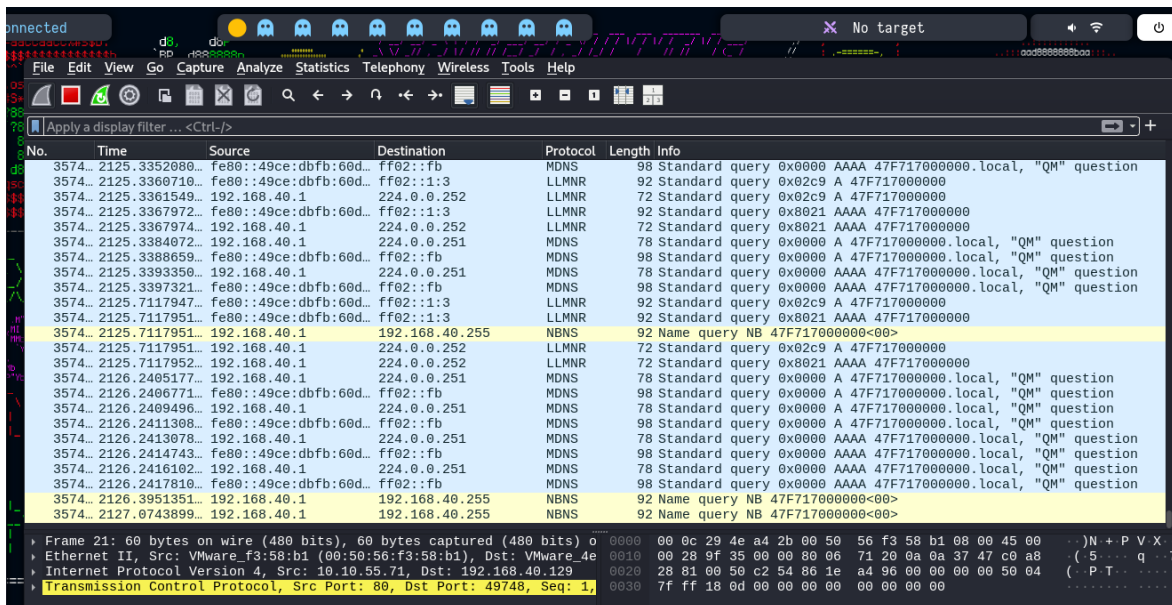 onnected
No target
File Edit View Go Capture Analyze Statistics Telephony Wireless Tools Help
Apply a display filter … <Ctrl-/>
No. Time Source Destination Protocol Length Info
3574… 2125.3352080… fe80::49ce:dbfb:60d… ff02::fb MDNS 98 Standard query 0x0000 AAAA 47F717000000.local, "QM" question
3574… 2125.3360710… fe80::49ce:dbfb:60d… ff02::1:3 LLMNR 92 Standard query 0x02c9 A 47F717000000
3574… 2125.3361549… 192.168.40.1 224.0.0.252 LLMNR 72 Standard query 0x02c9 A 47F717000000
3574… 2125.3367972… fe80::49ce:dbfb:60d… ff02::1:3 LLMNR 92 Standard query 0x8021 AAAA 47F717000000
3574… 2125.3367974… 192.168.40.1 224.0.0.252 LLMNR 72 Standard query 0x8021 AAAA 47F717000000
3574… 2125.3384072… 192.168.40.1 224.0.0.251 MDNS 78 Standard query 0x0000 A 47F717000000.local, "QM" question
3574… 2125.3388659… fe80::49ce:dbfb:60d… ff02::fb MDNS 98 Standard query 0x0000 A 47F717000000.local, "QM" question
3574… 2125.3393350… 192.168.40.1 224.0.0.251 MDNS 78 Standard query 0x0000 AAAA 47F717000000.local, "QM" question
3574… 2125.3397321… fe80::49ce:dbfb:60d… ff02::fb MDNS 98 Standard query 0x0000 AAAA 47F717000000.local, "QM" question
3574… 2125.7117947… fe80::49ce:dbfb:60d… ff02::1:3 LLMNR 92 Standard query 0x02c9 A 47F717000000
3574… 2125.7117951… fe80::49ce:dbfb:60d… ff02::1:3 LLMNR 92 Standard query 0x8021 AAAA 47F717000000
3574… 2125.7117951… 192.168.40.1 192.168.40.255 NBNS 92 Name query NB 47F717000000<00>
3574… 2125.7117951… 192.168.40.1 224.0.0.252 LLMNR 72 Standard query 0x02c9 A 47F717000000
3574… 2125.7117952… 192.168.40.1 224.0.0.252 LLMNR 72 Standard query 0x8021 AAAA 47F717000000
3574… 2126.2405177… 192.168.40.1 224.0.0.251 MDNS 78 Standard query 0x0000 A 47F717000000.local, "QM" question
3574… 2126.2406771… fe80::49ce:dbfb:60d… ff02::fb MDNS 98 Standard query 0x0000 A 47F717000000.local, "QM" question
3574… 2126.2409496… 192.168.40.1 224.0.0.251 MDNS 78 Standard query 0x0000 A 47F717000000.local, "QM" question
3574… 2126.2411308… fe80::49ce:dbfb:60d… ff02::fb MDNS 98 Standard query 0x0000 A 47F717000000.local, "QM" question
3574… 2126.2413078… 192.168.40.1 224.0.0.251 MDNS 78 Standard query 0x0000 AAAA 47F717000000.local, "QM" question
3574… 2126.2414743… fe80::49ce:dbfb:60d… ff02::fb MDNS 98 Standard query 0x0000 AAAA 47F717000000.local, "QM" question
3574… 2126.2416102… 192.168.40.1 224.0.0.251 MDNS 78 Standard query 0x0000 AAAA 47F717000000.local, "QM" question
3574… 2126.2417810… fe80::49ce:dbfb:60d… ff02::fb MDNS 98 Standard query 0x0000 AAAA 47F717000000.local, "QM" question
3574… 2126.3951351… 192.168.40.1 192.168.40.255 NBNS 92 Name query NB 47F717000000<00>
3574… 2127.0743899… 192.168.40.1 192.168.40.255 NBNS 92 Name query NB 47F717000000<00>
Frame 21: 60 bytes on wire (480 bits), 60 bytes captured (480 bits) o 0000 00 0c 29 4e a4 2b 00 50 56 f3 58 b1 08 00 45 00 ··)N·+·P V·X·
Ethernet II, Src: VMware_f3:58:b1 (00:50:56:f3:58:b1), Dst: VMware_4e 0010 00 28 9f 35 00 00 80 06 71 20 0a 0a 37 47 c0 a8 ·(·5···· q ··
Internet Protocol Version 4, Src: 10.10.55.71, Dst: 192.168.40.129 0020 28 81 00 50 c2 54 86 1e a4 96 00 00 00 00 50 04 (··P·T·· ····
Transmission Control Protocol, Src Port: 80, Dst Port: 49748, Seq: 1, 0030 7f ff 18 0d 00 00 00 00 00 00 00 00 ········ ····